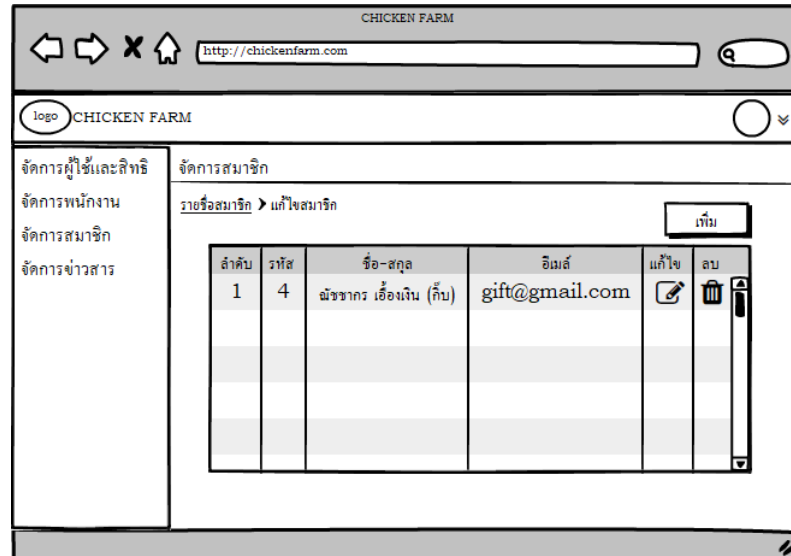 CHICKEN FARM
http://chickenfarm.com
logo CHICKEN FARM
จัดการผู้ใช้และสิทธิ
จัดการพนักงาน
จัดการสมาชิก
จัดการข่าวสาร
จัดการสมาชิก
รายชื่อสมาชิก แก้ไขสมาชิก
เพิ่ม
ลำดับ รหัส ชื่อ-สกุล อีเมล์ แก้ไข ลบ
1 4 ณัชชากร เอื้องเงิน (กิ๊บ) gift@gmail.com